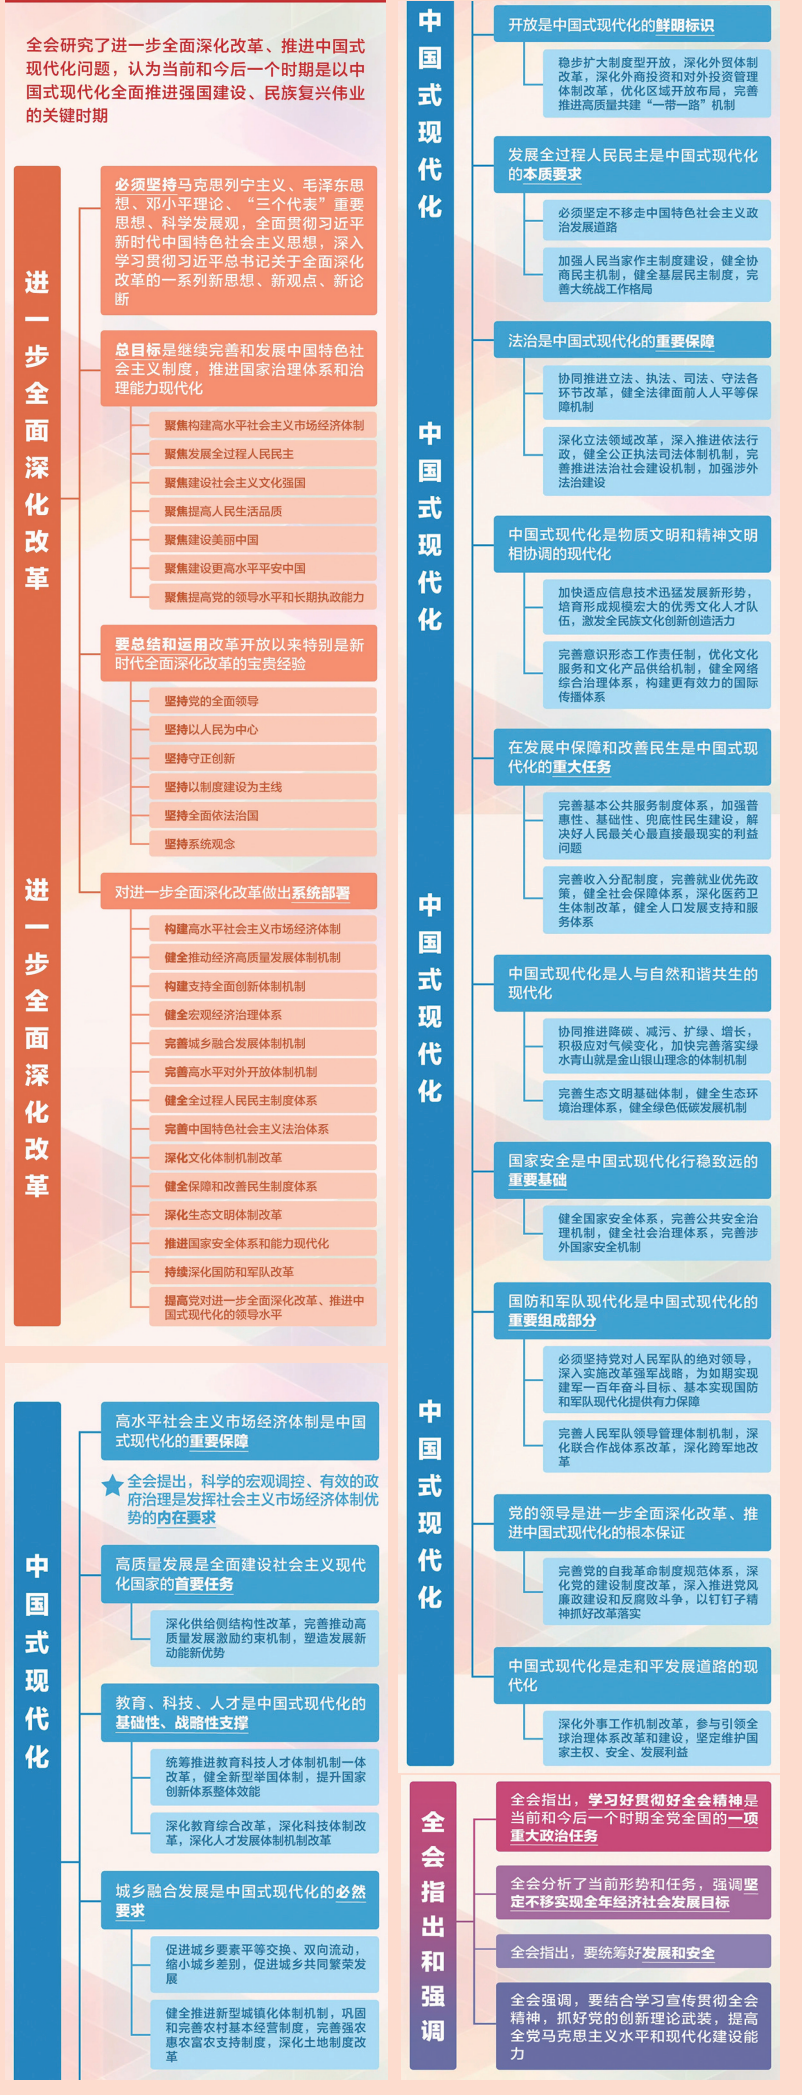 全会研究了进一步全面深化改革、推进中国式
现代化问题，认为当前和今后一个时期是以中
国式现代化全面推进强国建设、民族复兴伟业
的关键时期
进一步全面深化改革
必须坚持马克思列宁主义、毛泽东思
想、邓小平理论、“三个代表”重要
思想、科学发展观，全面贯彻习近平
新时代中国特色社会主义思想，深入
学习贯彻习近平总书记关于全面深化
改革的一系列新思想、新观点、新论
断
总目标是继续完善和发展中国特色社
会主义制度，推进国家治理体系和治
理能力现代化
聚焦构建高水平社会主义市场经济体制
聚焦发展全过程人民民主
聚焦建设社会主义文化强国
聚焦提高人民生活品质
聚焦建设美丽中国
聚焦建设更高水平平安中国
聚焦提高党的领导水平和长期执政能力
要总结和运用改革开放以来特别是新
时代全面深化改革的宝贵经验
坚持党的全面领导
坚持以人民为中心
坚持守正创新
坚持以制度建设为主线
坚持全面依法治国
坚持系统观念
进一步全面深化改革
对进一步全面深化改革做出系统部署
构建高水平社会主义市场经济体制
健全推动经济高质量发展体制机制
构建支持全面创新体制机制
健全宏观经济治理体系
完善城乡融合发展体制机制
完善高水平对外开放体制机制
健全全过程人民民主制度体系
完善中国特色社会主义法治体系
深化文化体制机制改革
健全保障和改善民生制度体系
深化生态文明体制改革
推进国家安全体系和能力现代化
持续深化国防和军队改革
提高党对进一步全面深化改革、推进中
国式现代化的领导水平
中国式现代化
高水平社会主义市场经济体制是中国
式现代化的重要保障
全会提出，科学的宏观调控、有效的政
府治理是发挥社会主义市场经济体制优
势的内在要求
高质量发展是全面建设社会主义现代
化国家的首要任务
深化供给侧结构性改革，完善推动高
质量发展激励约束机制，塑造发展新
动能新优势
教育、科技、人才是中国式现代化的
基础性、战略性支撑
统筹推进教育科技人才体制机制一体
改革，健全新型举国体制，提升国家
创新体系整体效能
深化教育综合改革，深化科技体制改
革，深化人才发展体制机制改革
城乡融合发展是中国式现代化的必然
要求
促进城乡要素平等交换、双向流动，
缩小城乡差别，促进城乡共同繁荣发
展
健全推进新型城镇化体制机制，巩固
和完善农村基本经营制度，完善强农
惠农富农支持制度，深化土地制度改
革
中国式现代化
开放是中国式现代化的鲜明标识
稳步扩大制度型开放，深化外贸体制
改革，深化外商投资和对外投资管理
体制改革，优化区域开放布局，完善
推进高质量共建“一带一路”机制
发展全过程人民民主是中国式现代化
的本质要求
必须坚定不移走中国特色社会主义政
治发展道路
加强人民当家作主制度建设，健全协
商民主机制，健全基层民主制度，完
善大统战工作格局
法治是中国式现代化的重要保障
协同推进立法、执法、司法、守法各
环节改革，健全法律面前人人平等保
障机制
深化立法领域改革，深入推进依法行
政，健全公正执法司法体制机制，完
善推进法治社会建设机制，加强涉外
法治建设
中国式现代化
中国式现代化是物质文明和精神文明
相协调的现代化
加快适应信息技术迅猛发展新形势，
培育形成规模宏大的优秀文化人才队
伍，激发全民族文化创新创造活力
完善意识形态工作责任制，优化文化
服务和文化产品供给机制，健全网络
综合治理体系，构建更有效力的国际
传播体系
在发展中保障和改善民生是中国式现
代化的重大任务
完善基本公共服务制度体系，加强普
惠性、基础性、兜底性民生建设，解
决好人民最关心最直接最现实的利益
问题
完善收入分配制度，完善就业优先政
策，健全社会保障体系，深化医药卫
生体制改革，健全人口发展支持和服
务体系
中国式现代化
中国式现代化是人与自然和谐共生的
现代化
协同推进降碳、减污、扩绿、增长，
积极应对气候变化，加快完善落实绿
水青山就是金山银山理念的体制机制
完善生态文明基础体制，健全生态环
境治理体系，健全绿色低碳发展机制
国家安全是中国式现代化行稳致远的
重要基础
健全国家安全体系，完善公共安全治
理机制，健全社会治理体系，完善涉
外国家安全机制
国防和军队现代化是中国式现代化的
重要组成部分
必须坚持党对人民军队的绝对领导，
深入实施改革强军战略，为如期实现
建军一百年奋斗目标、基本实现国防
和军队现代化提供有力保障
完善人民军队领导管理体制机制，深
化联合作战体系改革，深化跨军地改
革
中国式现代化
党的领导是进一步全面深化改革、推
进中国式现代化的根本保证
完善党的自我革命制度规范体系，深
化党的建设制度改革，深入推进党风
廉政建设和反腐败斗争，以钉钉子精
神抓好改革落实
中国式现代化是走和平发展道路的现
代化
深化外事工作机制改革，参与引领全
球治理体系改革和建设，坚定维护国
家主权、安全、发展利益
全会指出和强调
全会指出，学习好贯彻好全会精神是
当前和今后一个时期全党全国的一项
重大政治任务
全会分析了当前形势和任务，强调坚
定不移实现全年经济社会发展目标
全会指出，要统筹好发展和安全
全会强调，要结合学习宣传贯彻全会
精神，抓好党的创新理论武装，提高
全党马克思主义水平和现代化建设能
力